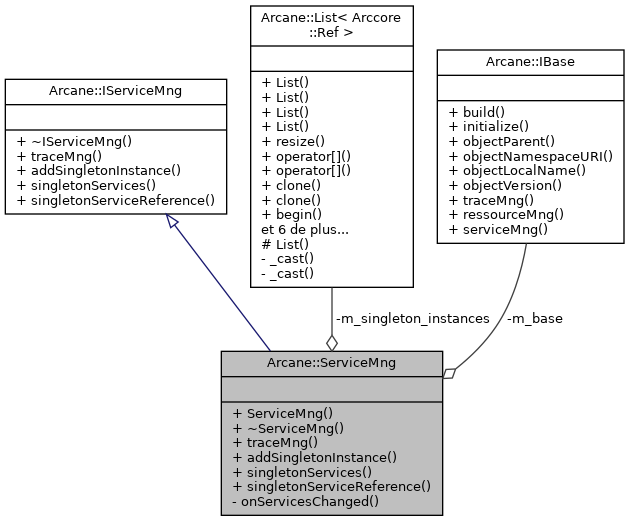 Arcane::IServiceMng
+ ~IServiceMng()
+ traceMng()
+ addSingletonInstance()
+ singletonServices()
+ singletonServiceReference()
Arcane::List< Arccore
::Ref >
+ List()
+ List()
+ List()
+ List()
+ resize()
+ operator[]()
+ operator[]()
+ clone()
+ clone()
+ begin()
et 6 de plus...
# List()
- _cast()
- _cast()
Arcane::IBase
+ build()
+ initialize()
+ objectParent()
+ objectNamespaceURI()
+ objectLocalName()
+ objectVersion()
+ traceMng()
+ ressourceMng()
+ serviceMng()
-m_singleton_instances
-m_base
Arcane::ServiceMng
+ ServiceMng()
+ ~ServiceMng()
+ traceMng()
+ addSingletonInstance()
+ singletonServices()
+ singletonServiceReference()
- onServicesChanged()